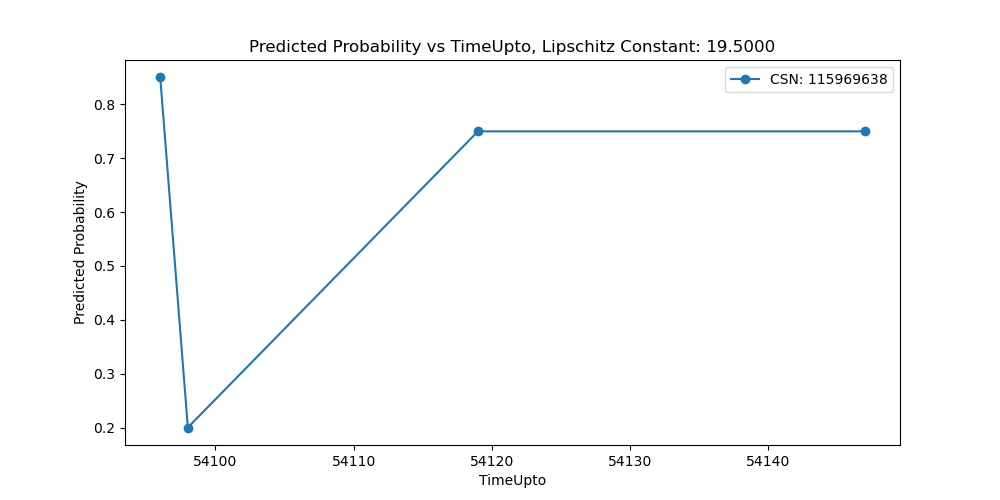 Predicted Probability vs TimeUpto, Lipschitz Constant: 19.5000
CSN: 115969638
Predicted Probability
0.8
0.7
0.6
0.5
0.4
0.3
0.2
54100 54110 54120 54130 54140
TimeUpto